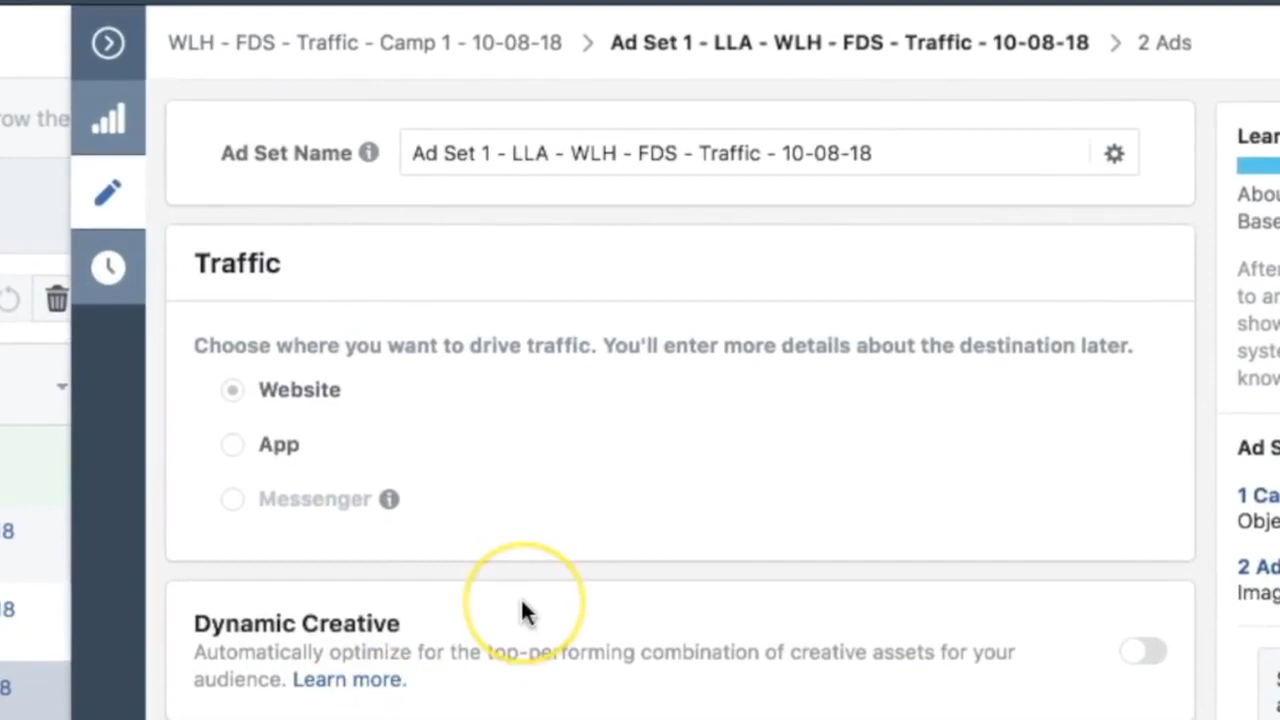 WLH - FDS - Traffic - Camp 1 - 10-08-18 > Ad Set 1 - LLA - WLH - FDS - Traffic - 10-08-18 > 2 Ads
row the
Ad Set Name
Ad Set 1 - LLA - WLH - FDS - Traffic - 10-08-18
Traffic
Choose where you want to drive traffic. You'll enter more details about the destination later.
Website
App
Messenger
Dynamic Creative
Automatically optimize for the top-performing combination of creative assets for your
audience. Learn more.
18
18
8
Lear
Abou
Base
After
to ar
show
syste
know
Ad S
1 Ca
Obje
2 Ad
Imag